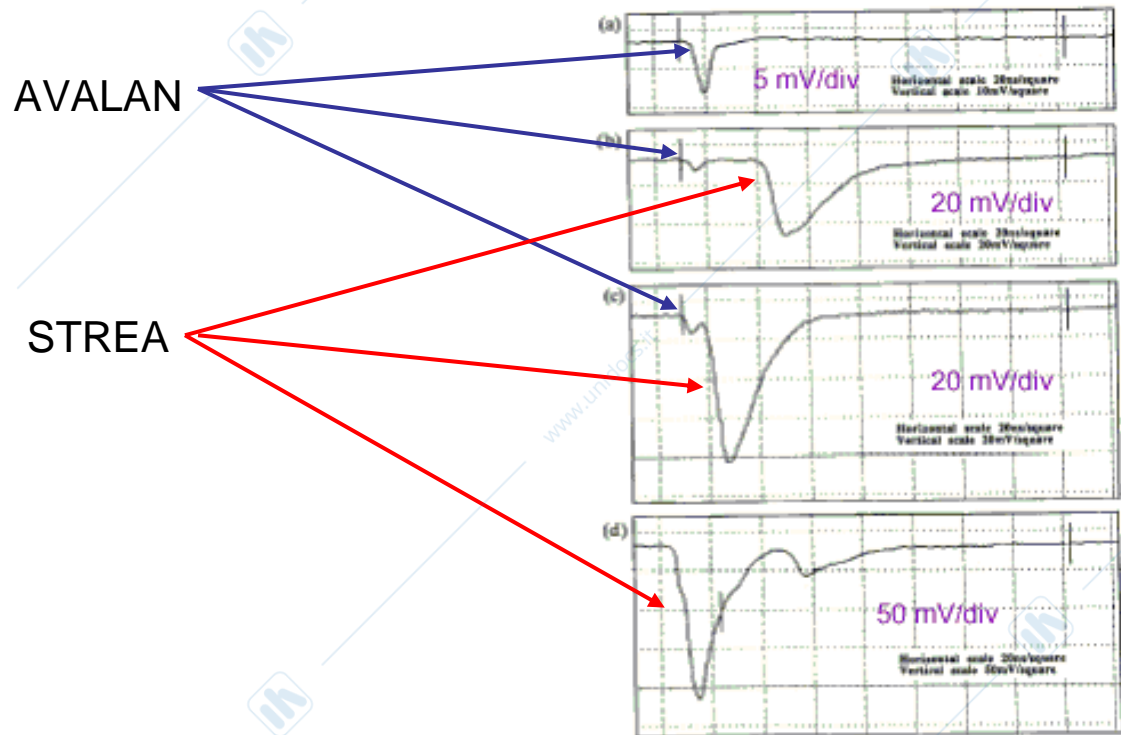 AVALAN
STREA
(a)
5 mV/div
Horizontal scale 20ns/square
Vertical scale 10mV/square
(b)
20 mV/div
Horizontal scale 20ns/square
Vertical scale 20mV/square
(c)
20 mV/div
Horizontal scale 20ns/square
Vertical scale 20mV/square
(d)
50 mV/div
Horizontal scale 20ns/square
Vertical scale 50mV/square